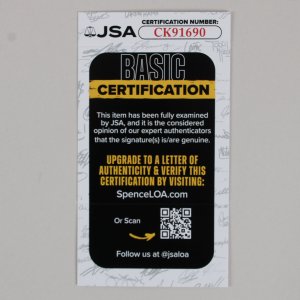 JSA
CERTIFICATION NUMBER:
CK91690
BASIC
CERTIFICATION
This item has been fully examined
by JSA, and it is the considered
opinion of our expert authenticators
that the signature(s) is/are genuine.
UPGRADE TO A LETTER OF
AUTHENTICITY & VERIFY THIS
CERTIFICATION BY VISITING:
SpenceLOA.com
Or Scan
Follow us at @jsaloa